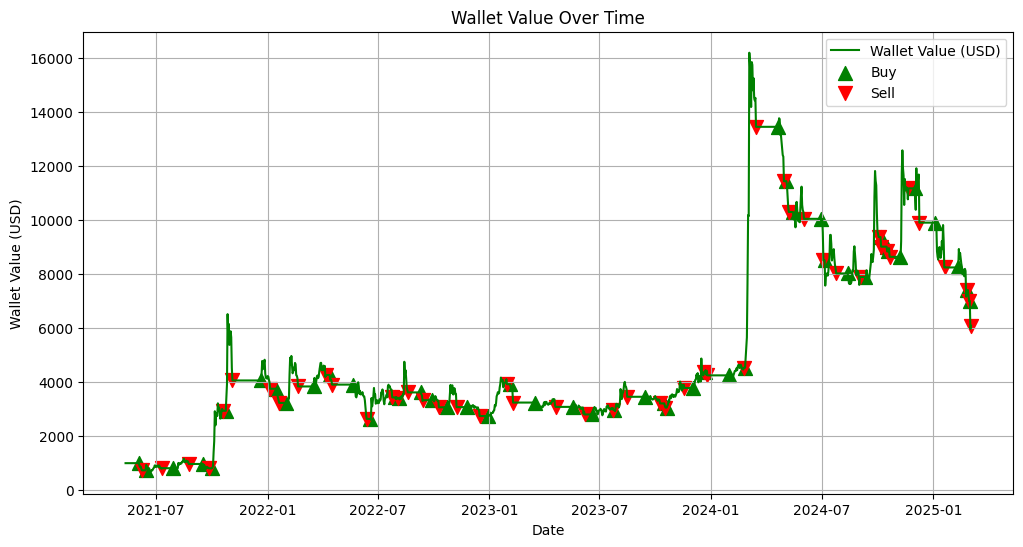 Wallet Value Over Time
Wallet Value (USD)
Buy
Sell
16000
14000
12000
10000
8000
6000
4000
2000
0
Wallet Value (USD)
2021-07
2022-01
2022-07
2023-01
2023-07
2024-01
2024-07
2025-01
Date